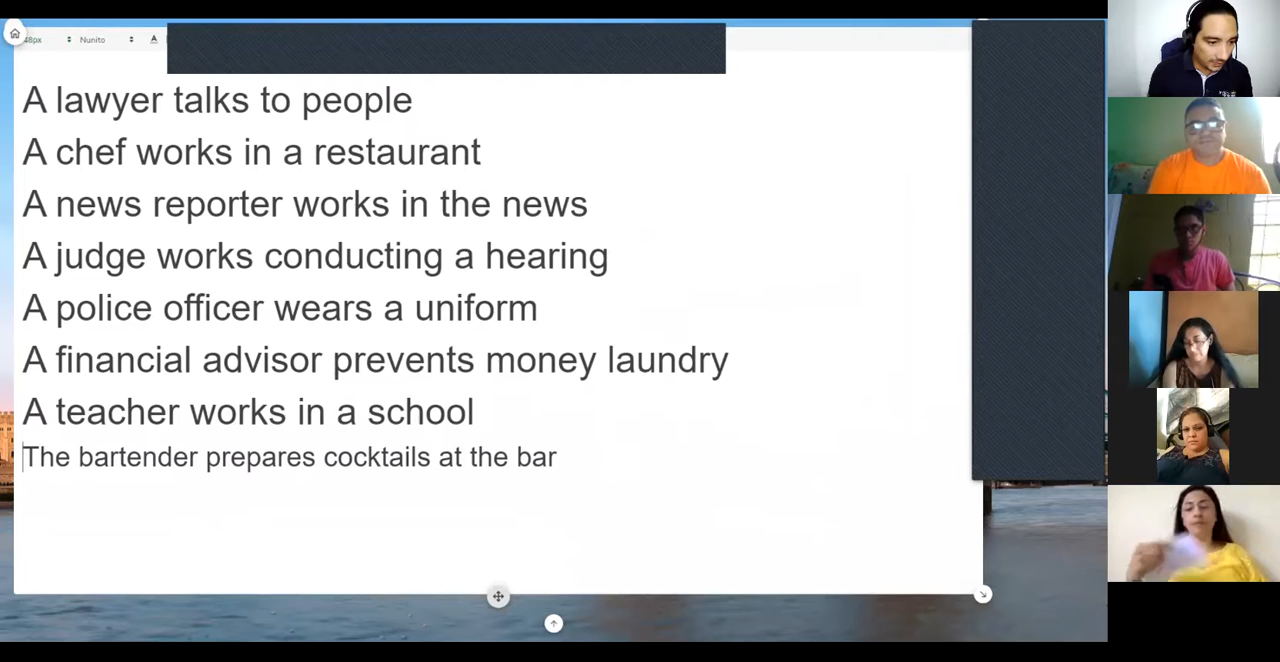 48px Nunito A
A lawyer talks to people
A chef works in a restaurant
A news reporter works in the news
A judge works conducting a hearing
A police officer wears a uniform
A financial advisor prevents money laundry
A teacher works in a school
The bartender prepares cocktails at the bar